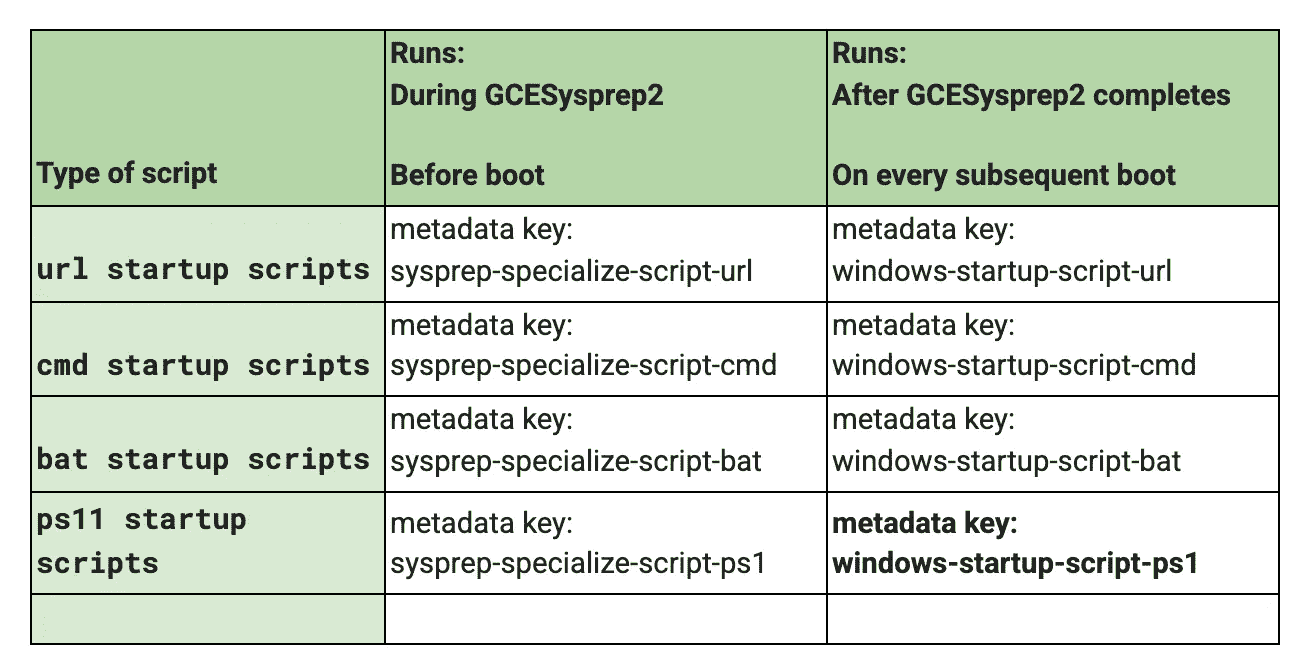 Type of script
Runs:
During GCESysprep2
Before boot
Runs:
After GCESysprep2 completes
On every subsequent boot
url startup scripts
metadata key:
sysprep-specialize-script-url
metadata key:
windows-startup-script-url
cmd startup scripts
metadata key:
sysprep-specialize-script-cmd
metadata key:
windows-startup-script-cmd
bat startup scripts
metadata key:
sysprep-specialize-script-bat
metadata key:
windows-startup-script-bat
ps11 startup
scripts
metadata key:
sysprep-specialize-script-ps1
metadata key:
windows-startup-script-ps1